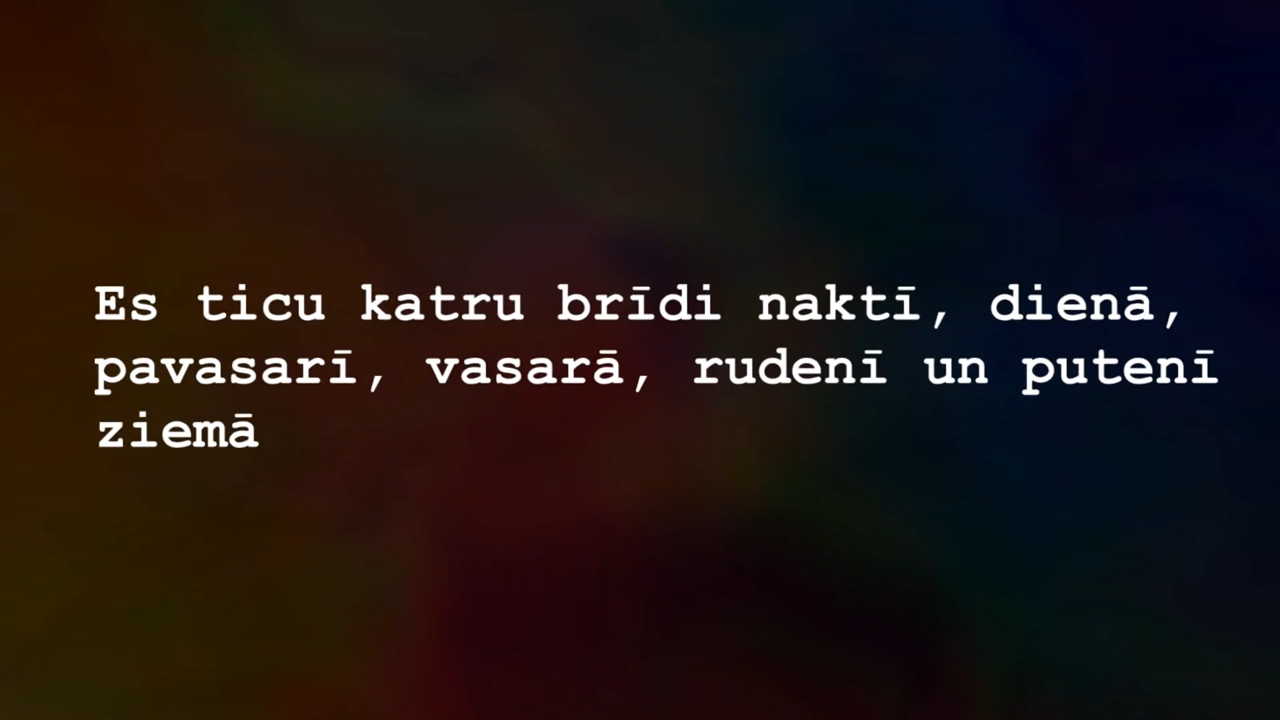 Es ticu katru brīdi naktī, dienā,
pavasarī, vasarā, rudenī un putenī
ziemā